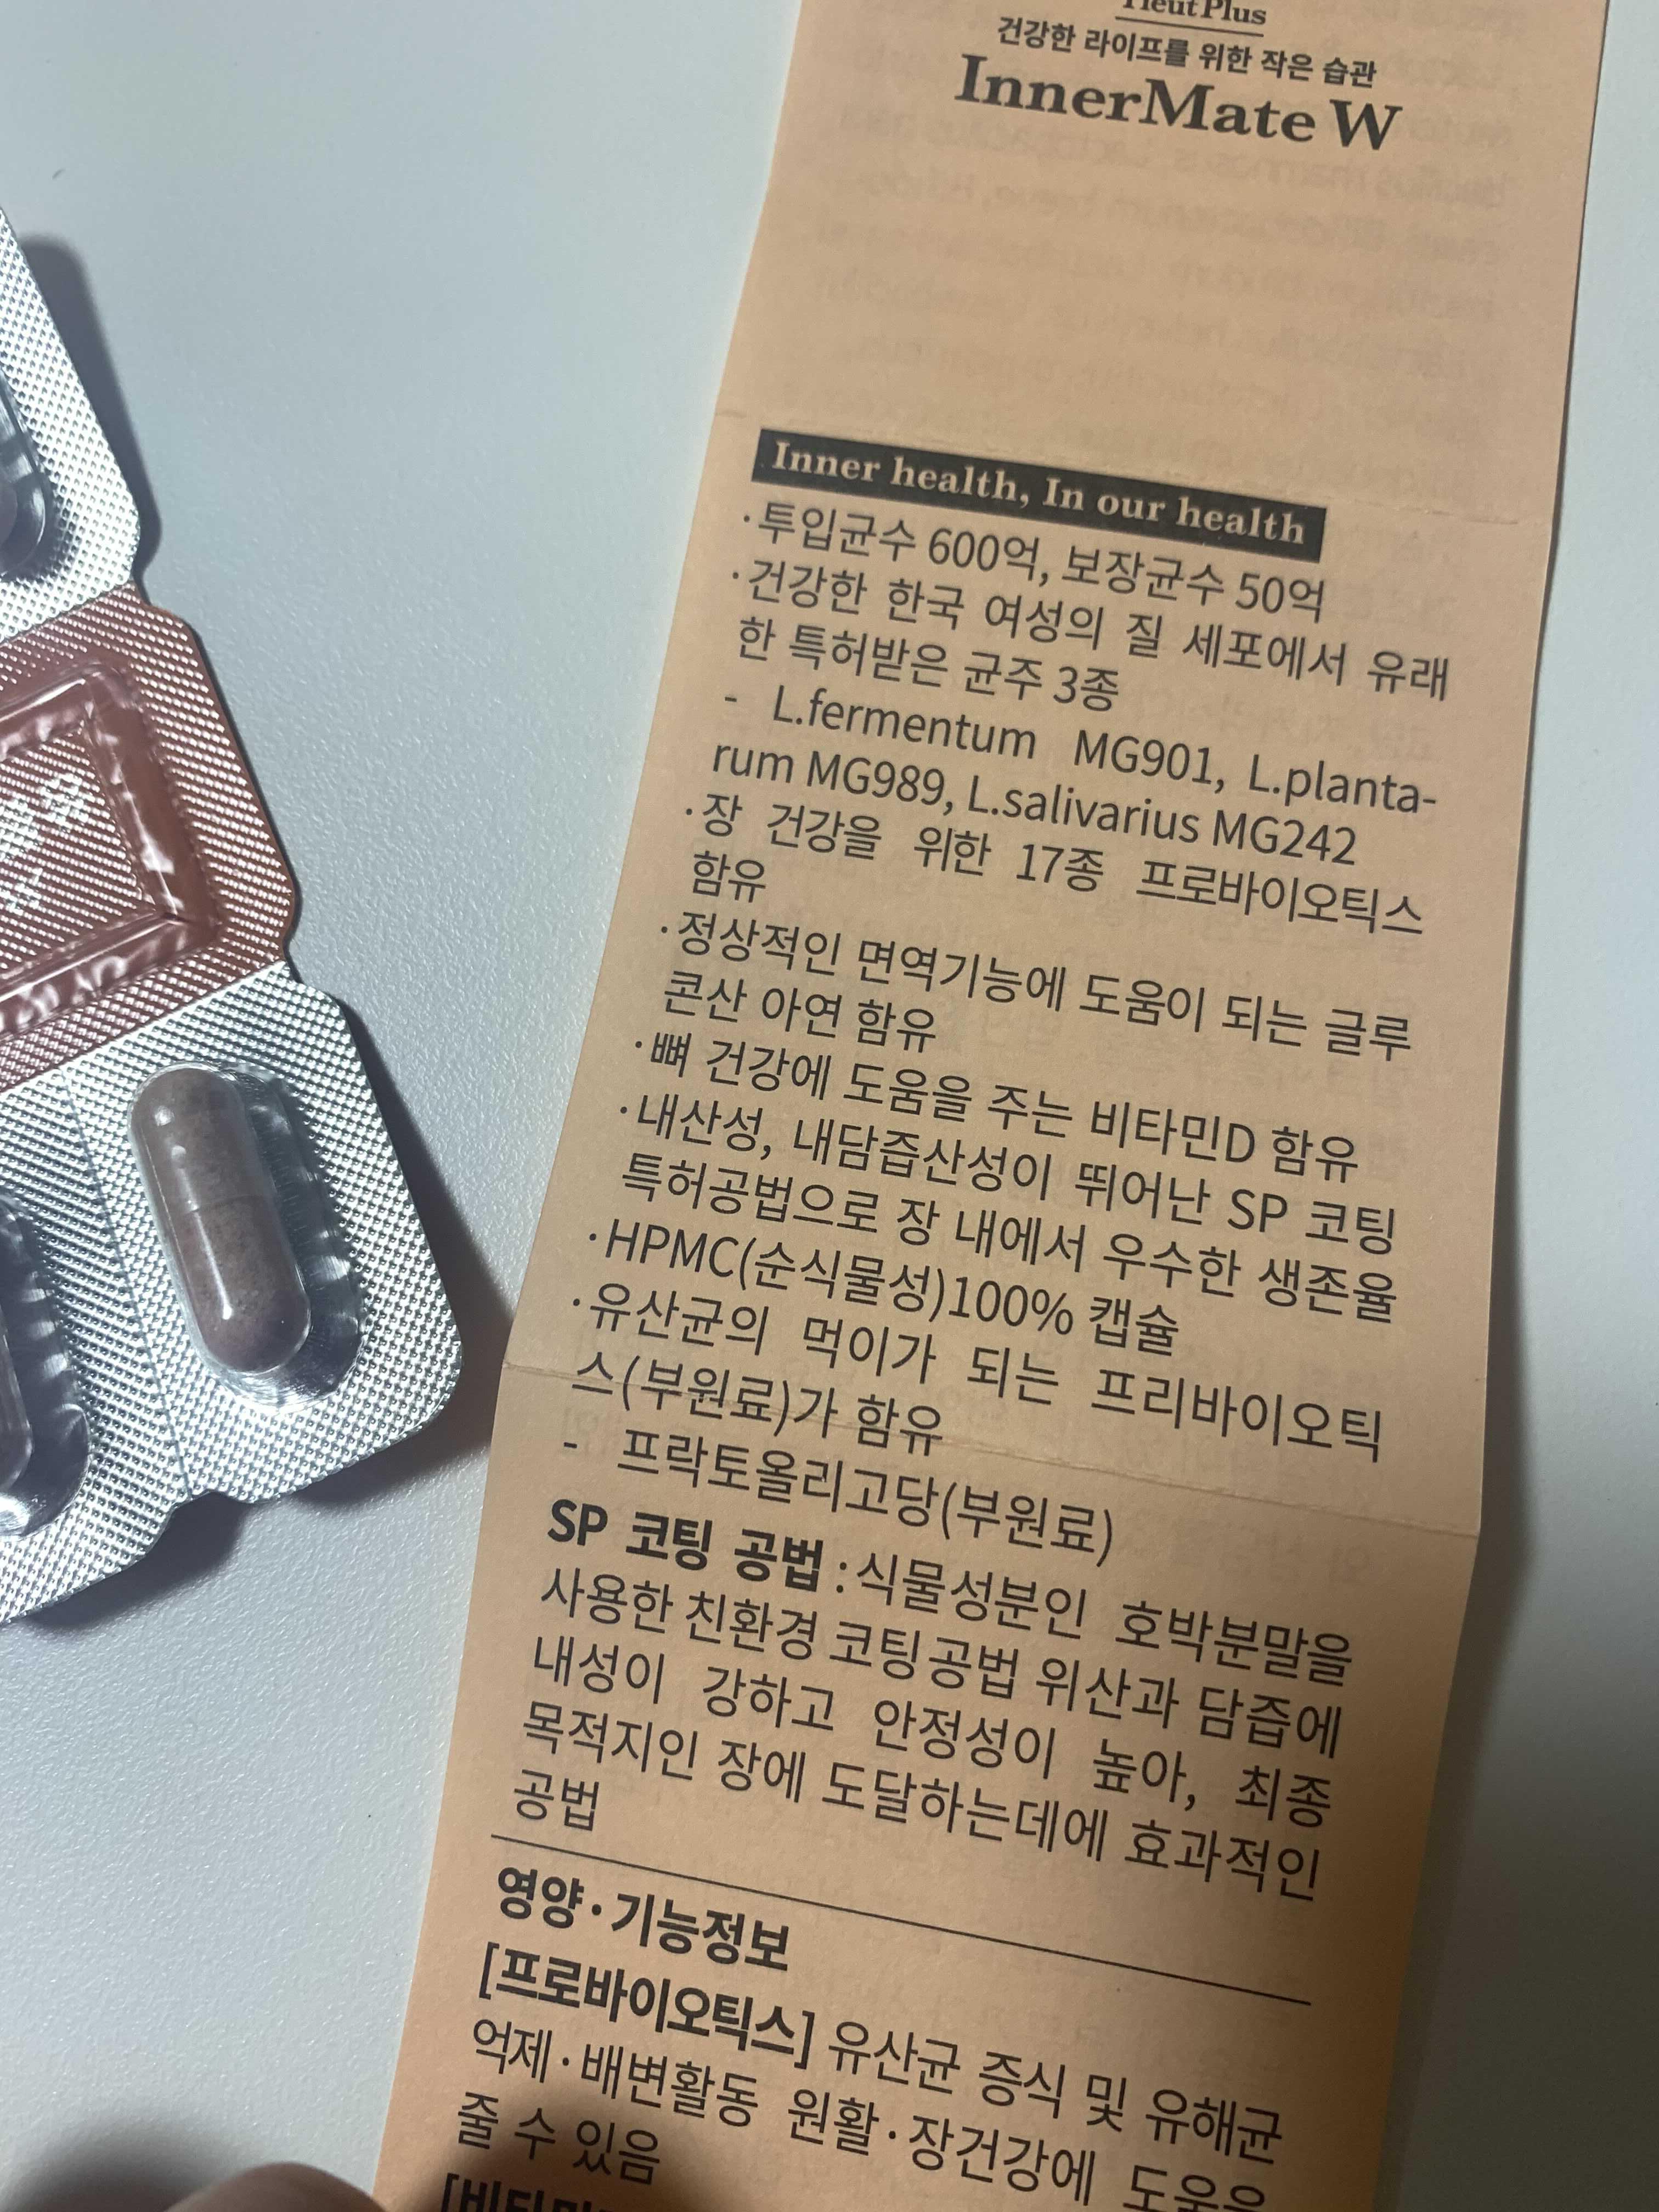 HeutPlus
건강한 라이프를 위한 작은 습관
InnerMate W
Inner health, In our health
·투입균수 600억, 보장균수 50억
·건강한 한국 여성의 질 세포에서 유래
한 특허받은 균주 3종
- L.fermentum MG901, L.planta-
rum MG989, L.salivarius MG242
·장 건강을 위한 17종 프로바이오틱스
함유
·정상적인 면역기능에 도움이 되는 글루
콘산 아연 함유
·뼈 건강에 도움을 주는 비타민D 함유
·내산성, 내담즙산성이 뛰어난 SP 코팅
특허공법으로 장 내에서 우수한 생존율
·HPMC(순식물성)100% 캡슐
·유산균의 먹이가 되는 프리바이오틱
스(부원료)가 함유
- 프락토올리고당(부원료)
SP 코팅 공법 : 식물성분인 호박분말을
사용한 친환경 코팅공법 위산과 담즙에
내성이 강하고 안정성이 높아, 최종
목적지인 장에 도달하는데에 효과적인
공법
영양·기능정보
[프로바이오틱스] 유산균 증식 및 유해균
억제·배변활동 원활·장건강에 도움을
줄 수 있음